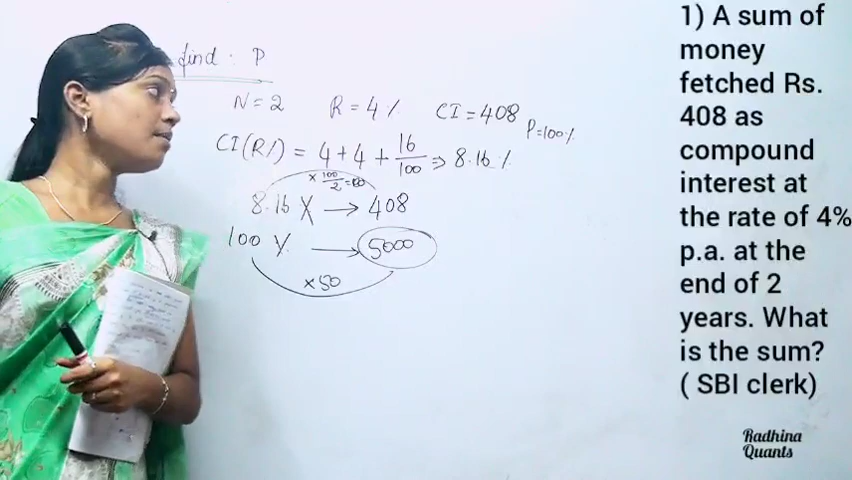 find : P
N = 2 R = 4 % CI = 408 P = 100 %
CI (R%) = 4 + 4 + 16/100 ⇒ 8.16 %
× 100/2 =
8.16 % → 408
100 % → 5000
× 50
1) A sum of
money
fetched Rs.
408 as
compound
interest at
the rate of 4%
p.a. at the
end of 2
years. What
is the sum?
( SBI clerk)
Radhina
Quants